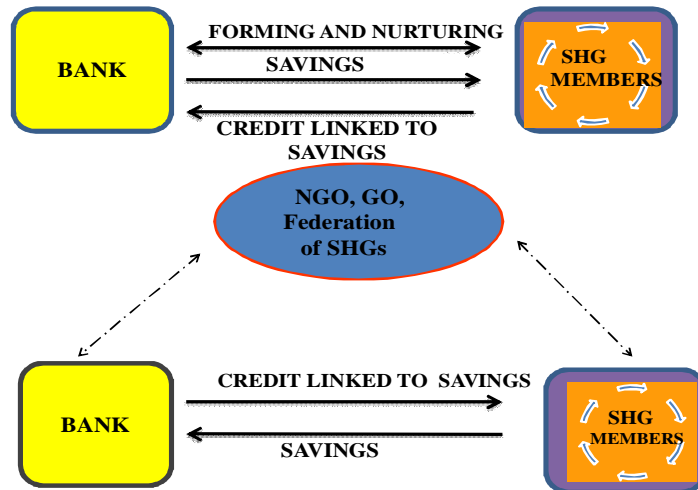 FORMING AND NURTURING
BANK
SAVINGS
SHG
MEMBERS
CREDIT LINKED TO
SAVINGS
NGO, GO,
Federation
of SHGs
CREDIT LINKED TO SAVINGS
BANK
SHG
MEMBERS
SAVINGS